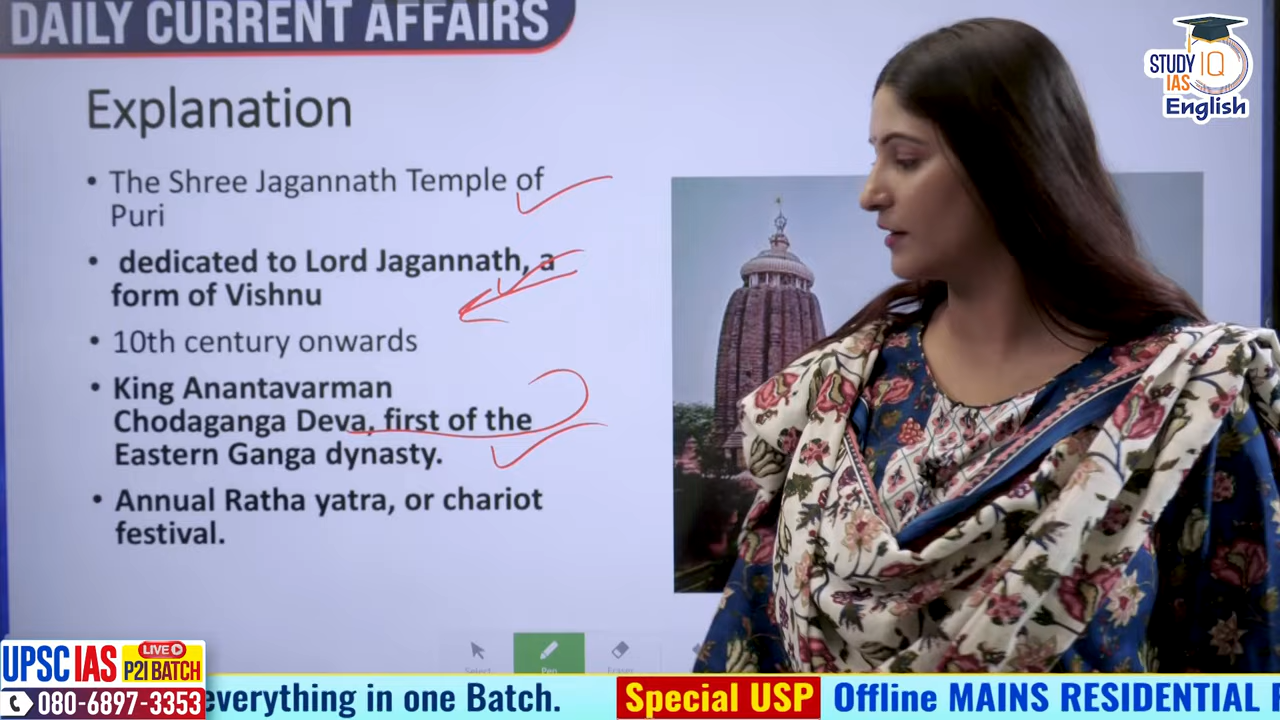 DAILY CURRENT AFFAIRS
STUDY IQ
IAS
English
Explanation
• The Shree Jagannath Temple of
Puri
• dedicated to Lord Jagannath, a
form of Vishnu
• 10th century onwards
• King Anantavarman
Chodaganga Deva, first of the
Eastern Ganga dynasty.
• Annual Ratha yatra, or chariot
festival.
Select
Pen
Eraser
UPSC IAS LIVE
P2I BATCH
080-6897-3353
everything in one Batch. Special USP Offline MAINS RESIDENTIAL